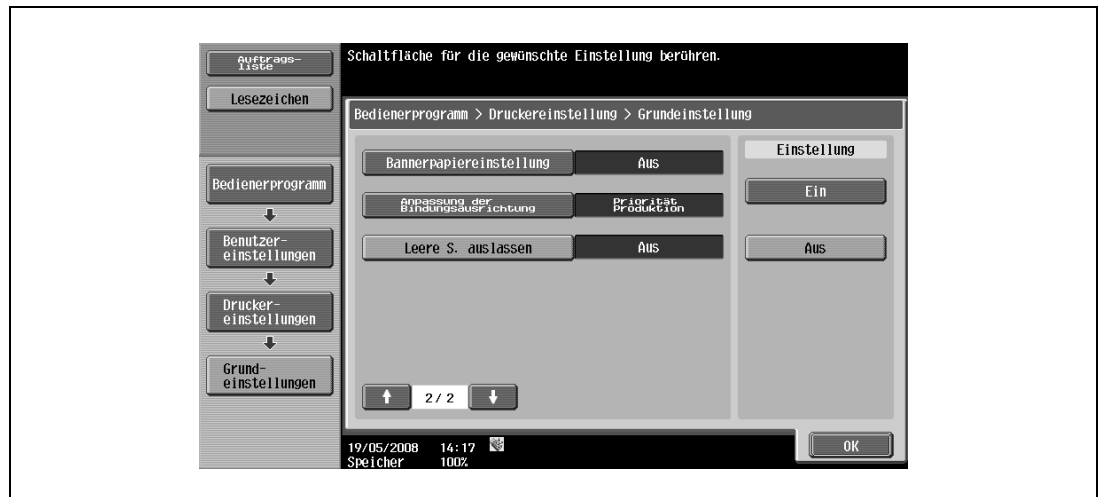 Auftrags-
liste
Schaltfläche für die gewünschte Einstellung berühren.
Lesezeichen
Bedienerprogramm > Druckereinstellung > Grundeinstellung
Bannerpapiereinstellung
Aus
Einstellung
Bedienerprogramm
Anpassung der
Bindungsausrichtung
Priorität
Produktion
Ein
Benutzer-
einstellungen
Leere S. auslassen
Aus
Aus
Drucker-
einstellungen
Grund-
einstellungen
2/ 2
19/05/2008 14:17
Speicher 100%
OK